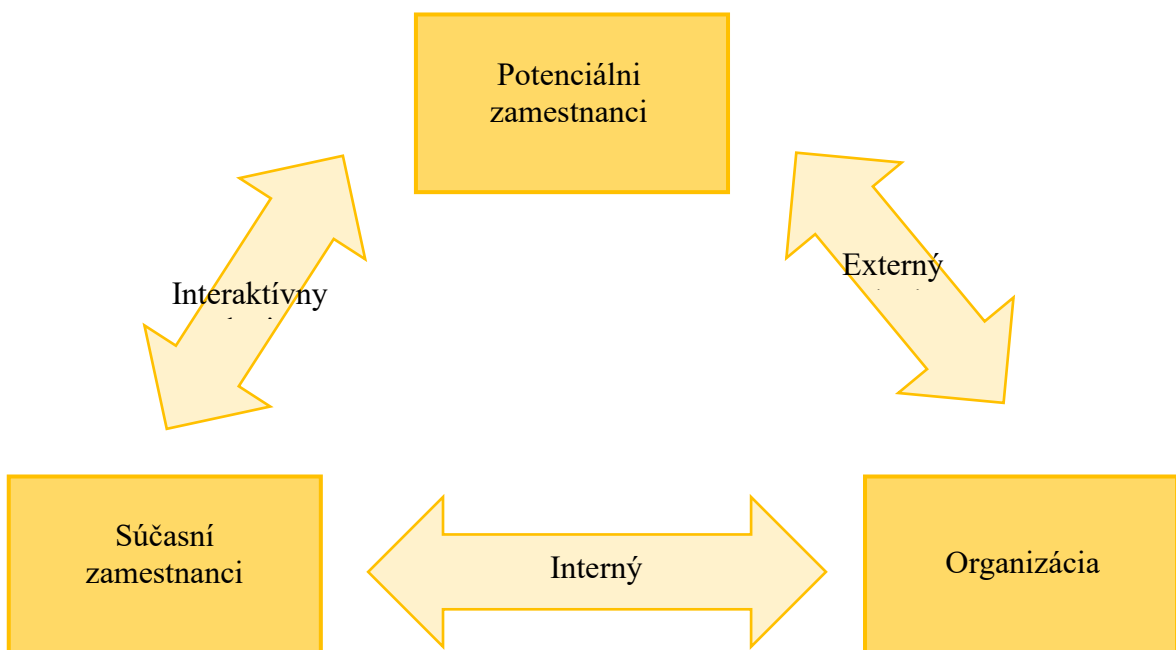 Potenciálni
zamestnanci
Interaktívny
Externý
Súčasní
zamestnanci
Interný
Organizácia